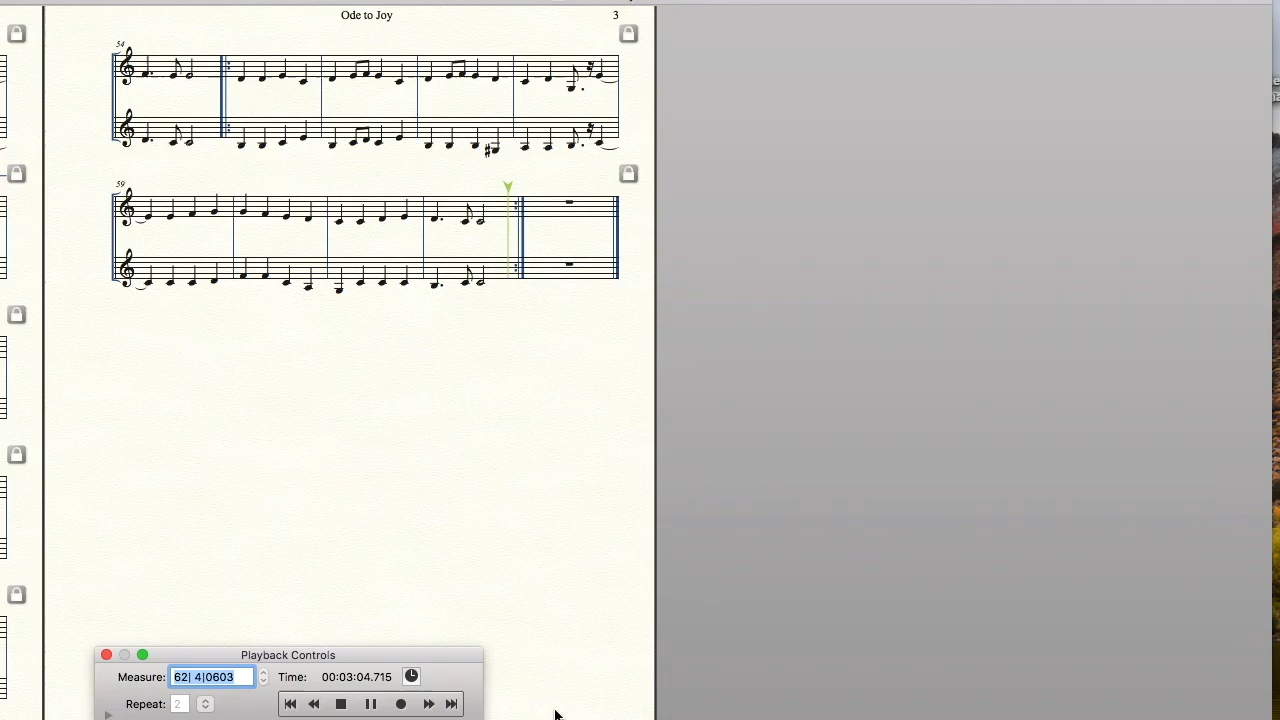 Ode to Joy 3
54
59
Playback Controls
Measure: 62| 4|0603 Time: 00:03:04.715
Repeat: 2